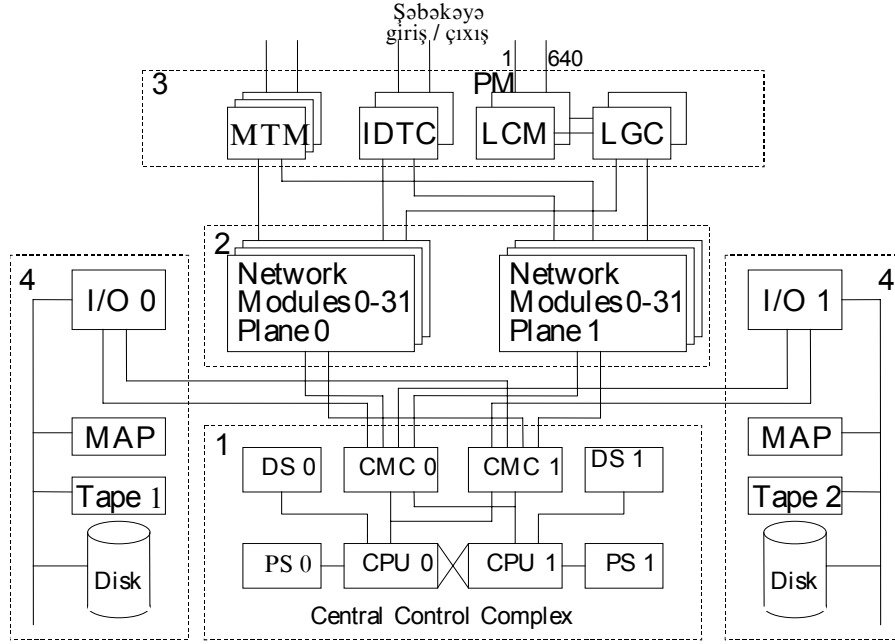 Şəbəkəyə
giriş / çıxış
1 640
3 PM
MTM IDTC LCM LGC
2
Network
Modules 0-31
Plane 0
Network
Modules 0-31
Plane 1
4
I/O 0
MAP
Tape 1
Disk
4
I/O 1
MAP
Tape 2
Disk
1
DS 0 CMC 0 CMC 1 DS 1
PS 0 CPU 0 CPU 1 PS 1
Central Control Complex